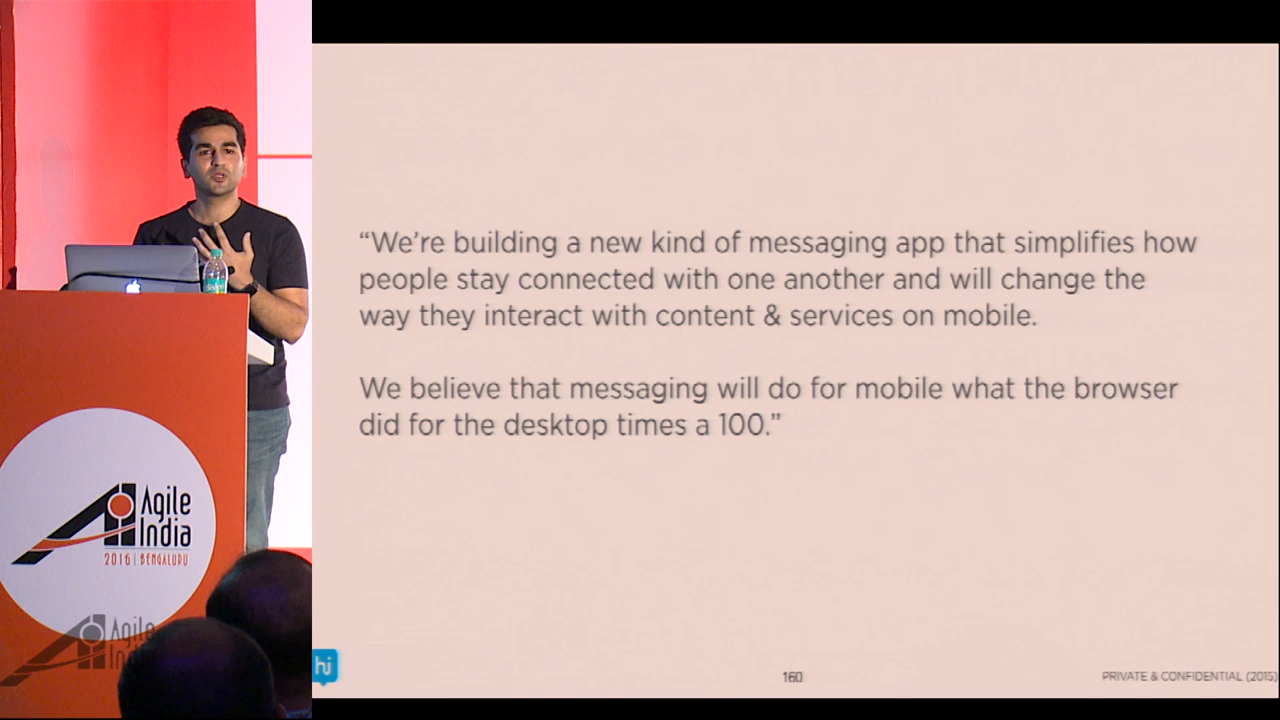 “We’re building a new kind of messaging app that simplifies how
people stay connected with one another and will change the
way they interact with content & services on mobile.
We believe that messaging will do for mobile what the browser
did for the desktop times a 100.”
hi
160
PRIVATE & CONFIDENTIAL (2015)
Agile
India
2016 | BENGALURU
Agile
India